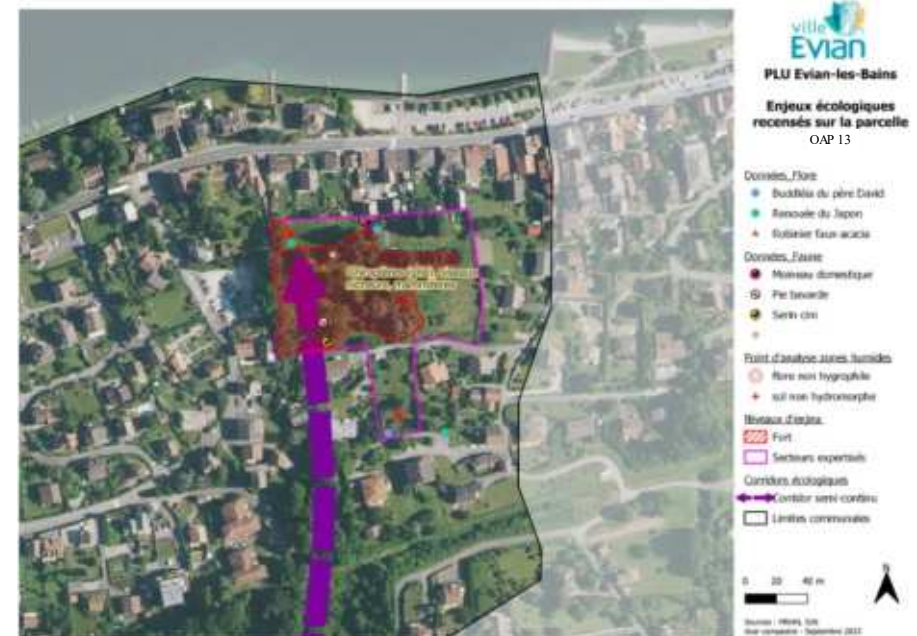 ville
EVIAN
PLU Evian-les-Bains
Enjeux écologiques
recensés sur la parcelle
OAP 13
Données_Flore
Buddléia du père David
Renouée du Japon
Robinier faux acacia
Données_Faune
Moineau domestique
Pie bavarde
Serin cini
Point d'analyse zones humides
flore non hygrophile
sol non hydromorphe
Niveaux d'enjeu
Fort
Secteurs expertisés
Corridors écologiques
Corridor semi-continu
Limites communales
N
0 20 40 m